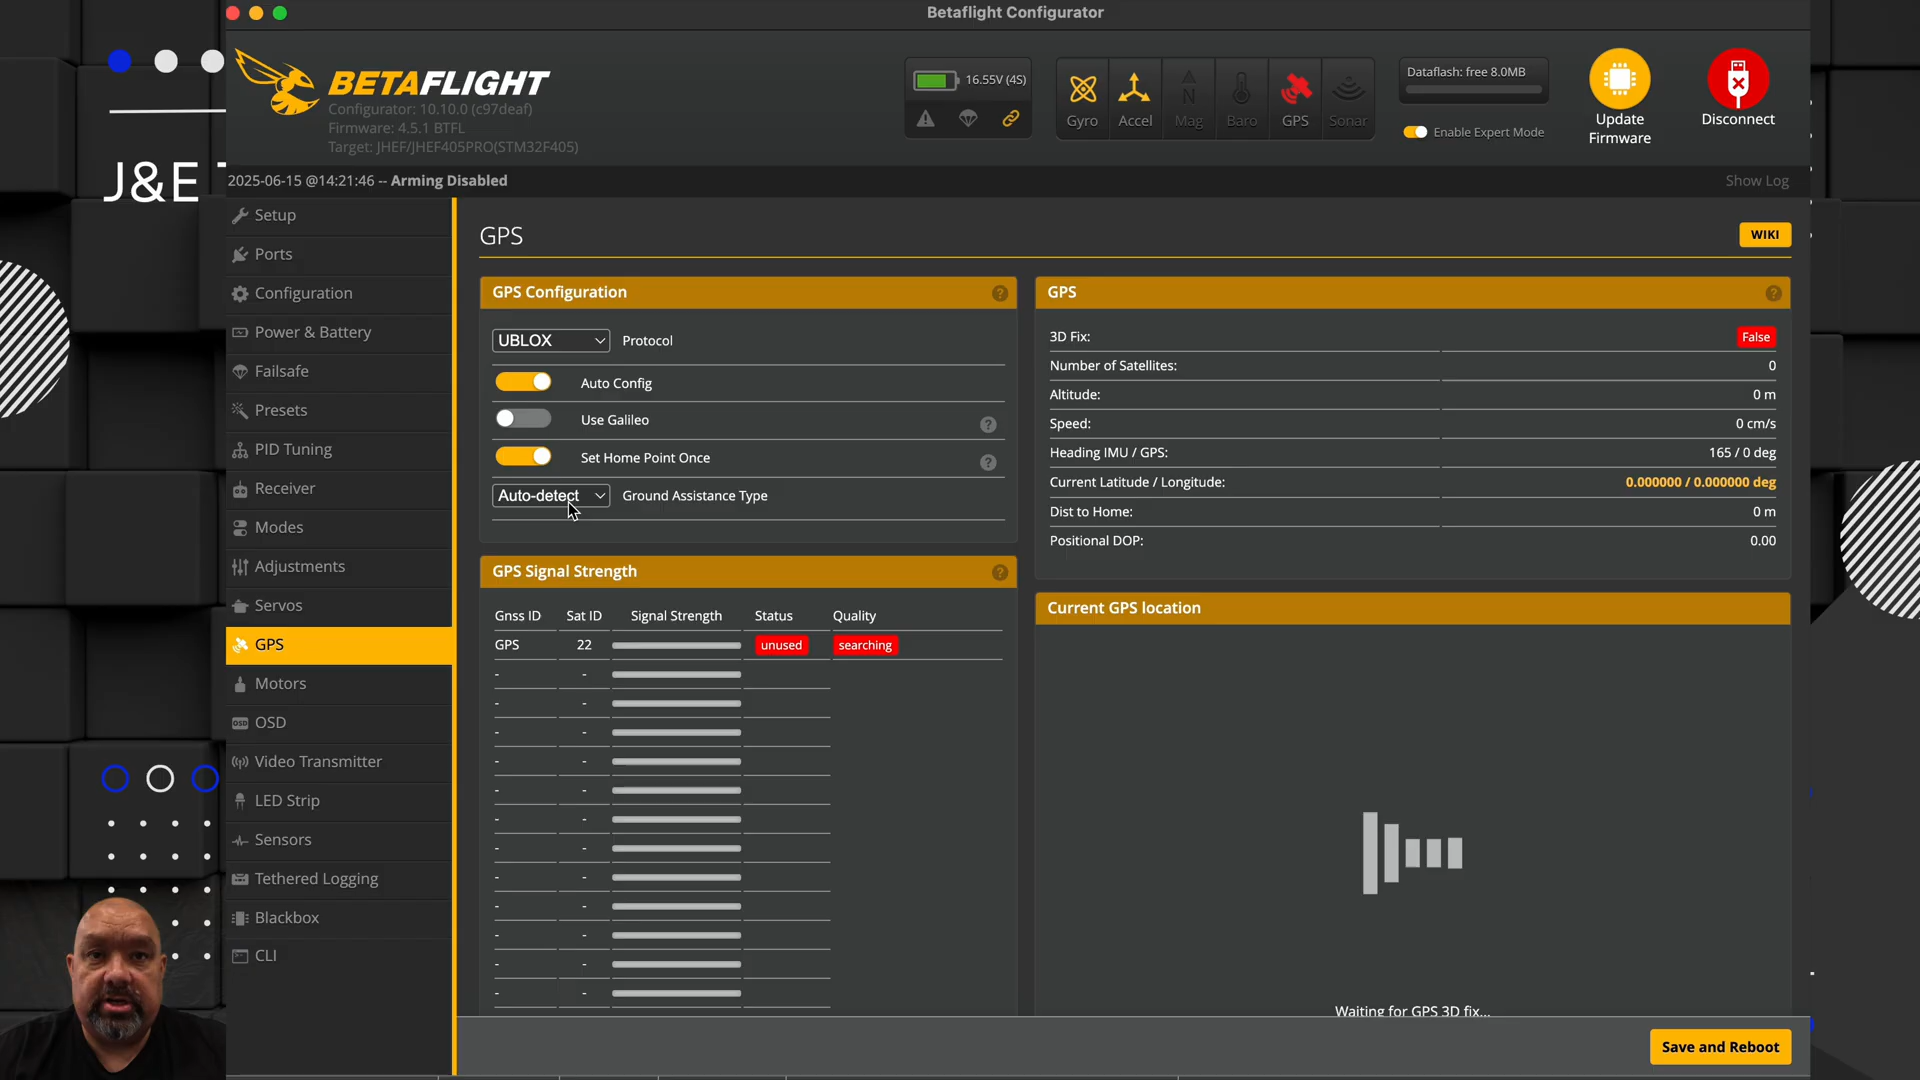 Betaflight Configurator
BETAFLIGHT
Configurator: 10.10.0 (c97deaf)
Firmware: 4.5.1 BTFL
Target: JHEF/JHEF405PRO(STM32F405)
16.55V (4S)
Gyro
Accel
Mag
Baro
GPS
Sonar
Dataflash: free 8.0MB
Enable Expert Mode
Update
Firmware
Disconnect
J&E
2025-06-15 @14:21:46 -- Arming Disabled
Show Log
Setup
Ports
Configuration
Power & Battery
Failsafe
Presets
PID Tuning
Receiver
Modes
Adjustments
Servos
GPS
Motors
OSD
Video Transmitter
LED Strip
Sensors
Tethered Logging
Blackbox
CLI
GPS
WIKI
GPS Configuration
UBLOX Protocol
Auto Config
Use Galileo
Set Home Point Once
Auto-detect Ground Assistance Type
GPS Signal Strength
Gnss ID Sat ID Signal Strength Status Quality
GPS 22 unused searching
- -
- -
- -
- -
- -
- -
- -
- -
- -
- -
- -
- -
GPS
3D Fix: False
Number of Satellites: 0
Altitude: 0 m
Speed: 0 cm/s
Heading IMU / GPS: 165 / 0 deg
Current Latitude / Longitude: 0.000000 / 0.000000 deg
Dist to Home: 0 m
Positional DOP: 0.00
Current GPS location
Waiting for GPS 3D fix...
Save and Reboot